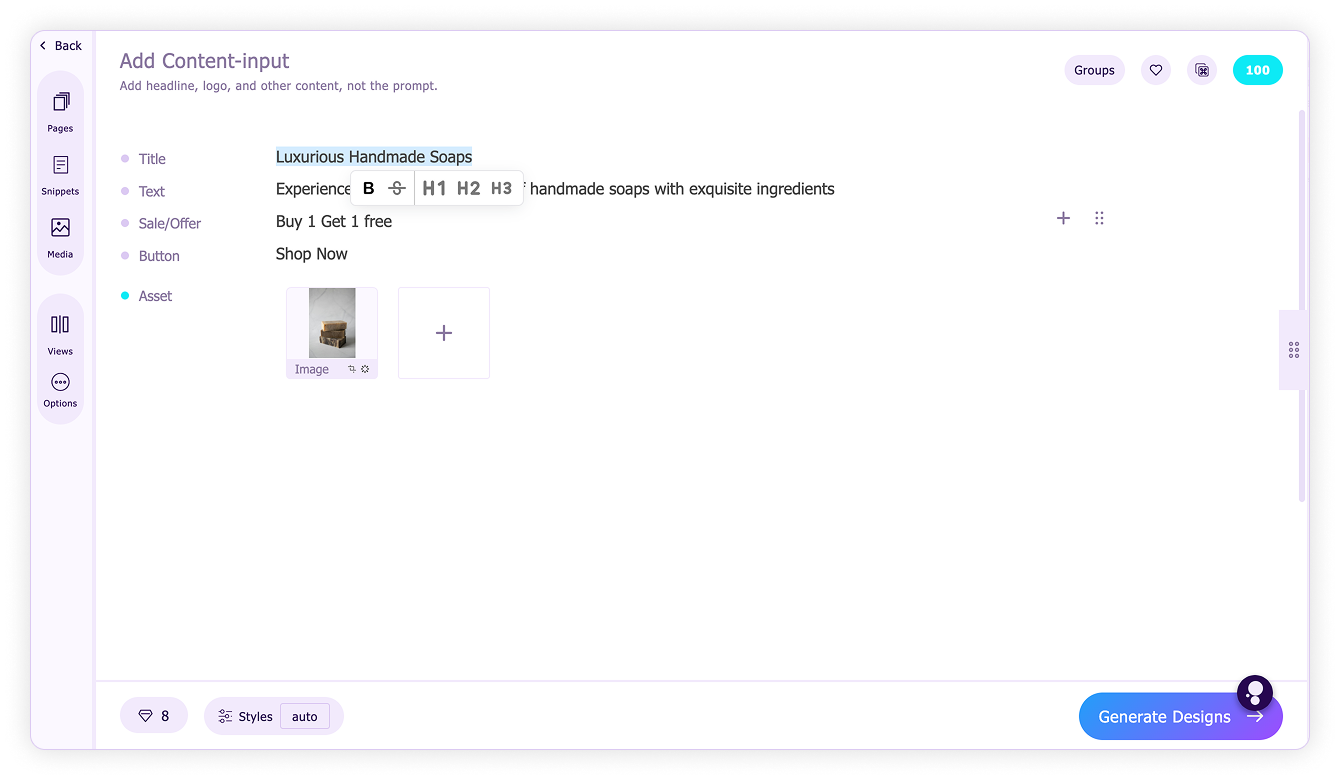 Back
Add Content-input
Add headline, logo, and other content, not the prompt.
Groups
100
Pages
Snippets
Media
Views
Options
Title
Luxurious Handmade Soaps
Text
Experience
handmade soaps with exquisite ingredients
B S H1 H2 H3
Sale/Offer
Buy 1 Get 1 free
Button
Shop Now
Asset
Image
8
Styles
auto
Generate Designs